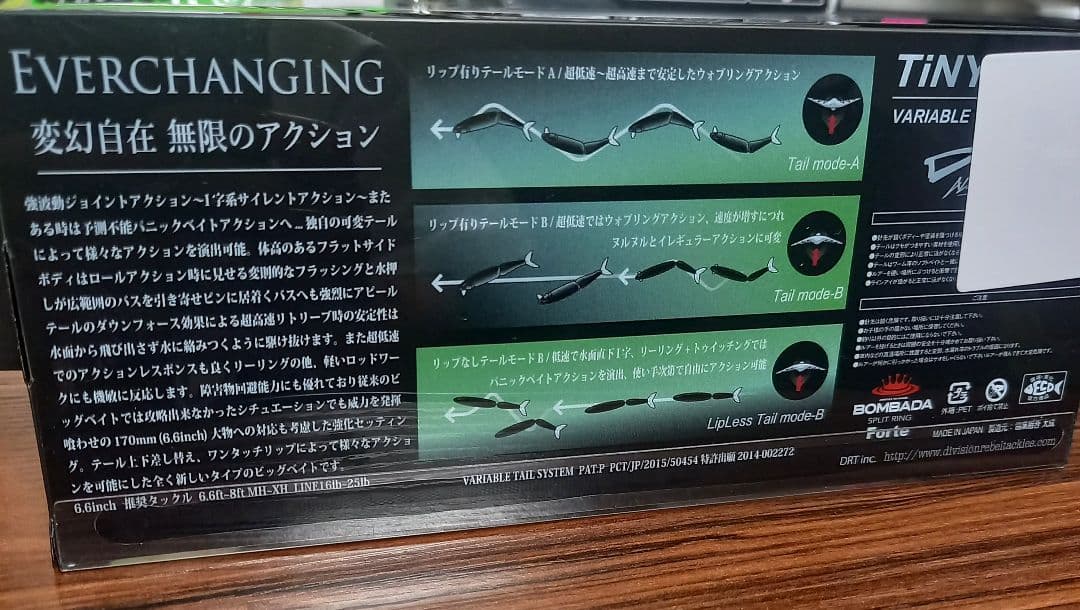 EVERCHANGING
変幻自在 無限のアクション
強波動ジョイントアクション～I字系サイレントアクション～また
ある時は予測不能パニックベイトアクションへ...独自の可変テール
によって様々なアクションを演出可能。体高のあるフラットサイド
ボディはロールアクション時に見せる変則的なフラッシングと水押
しが広範囲のバスを引き寄せピンに居着くバスへも強烈にアピール
テールのダウンフォース効果による超高速リトリーブ時の安定性は
水面から飛び出さず水に絡みつくように駆け抜けます。また超低速
でのアクションレスポンスも良くリーリングの他、軽いロッドワー
クにも機敏に反応します。障害物回避能力にも優れており従来のビ
ッグベイトでは攻略出来なかったシチュエーションでも威力を発揮
喰わせの170mm(6.6inch)大物への対応も考慮した強化セッティン
グ。テール上下差し替え、ワンタッチリップによって様々なアクショ
ンを可能にした全く新しいタイプのビッグベイトです。
6.6inch 推奨タックル 6.6ft-8ft MH-XH LINE16lb-25lb
リップ有りテールモードA/超低速～超高速まで安定したウォブリングアクション
Tail mode-A
リップ有りテールモードB/超低速ではウォブリングアクション、速度が増すにつれ
ヌルヌルとイレギュラーアクションに可変
Tail mode-B
リップなしテールモードB/低速で水面直下I字、リーリング+トゥイッチングでは
パニックベイトアクションを演出、使い手次第で自由にアクション可能
LipLess Tail mode-B
VARIABLE TAIL SYSTEM PAT.P PCT/JP/2015/50454 特許出願 2014-002272
TiNY
VARIABLE
ご注意
BOMBADA
SPLIT RING
Forte
外箱:PET
ポイ捨て禁止
MADE IN JAPAN
DRT inc. http://www.divisionrebeltackles.com